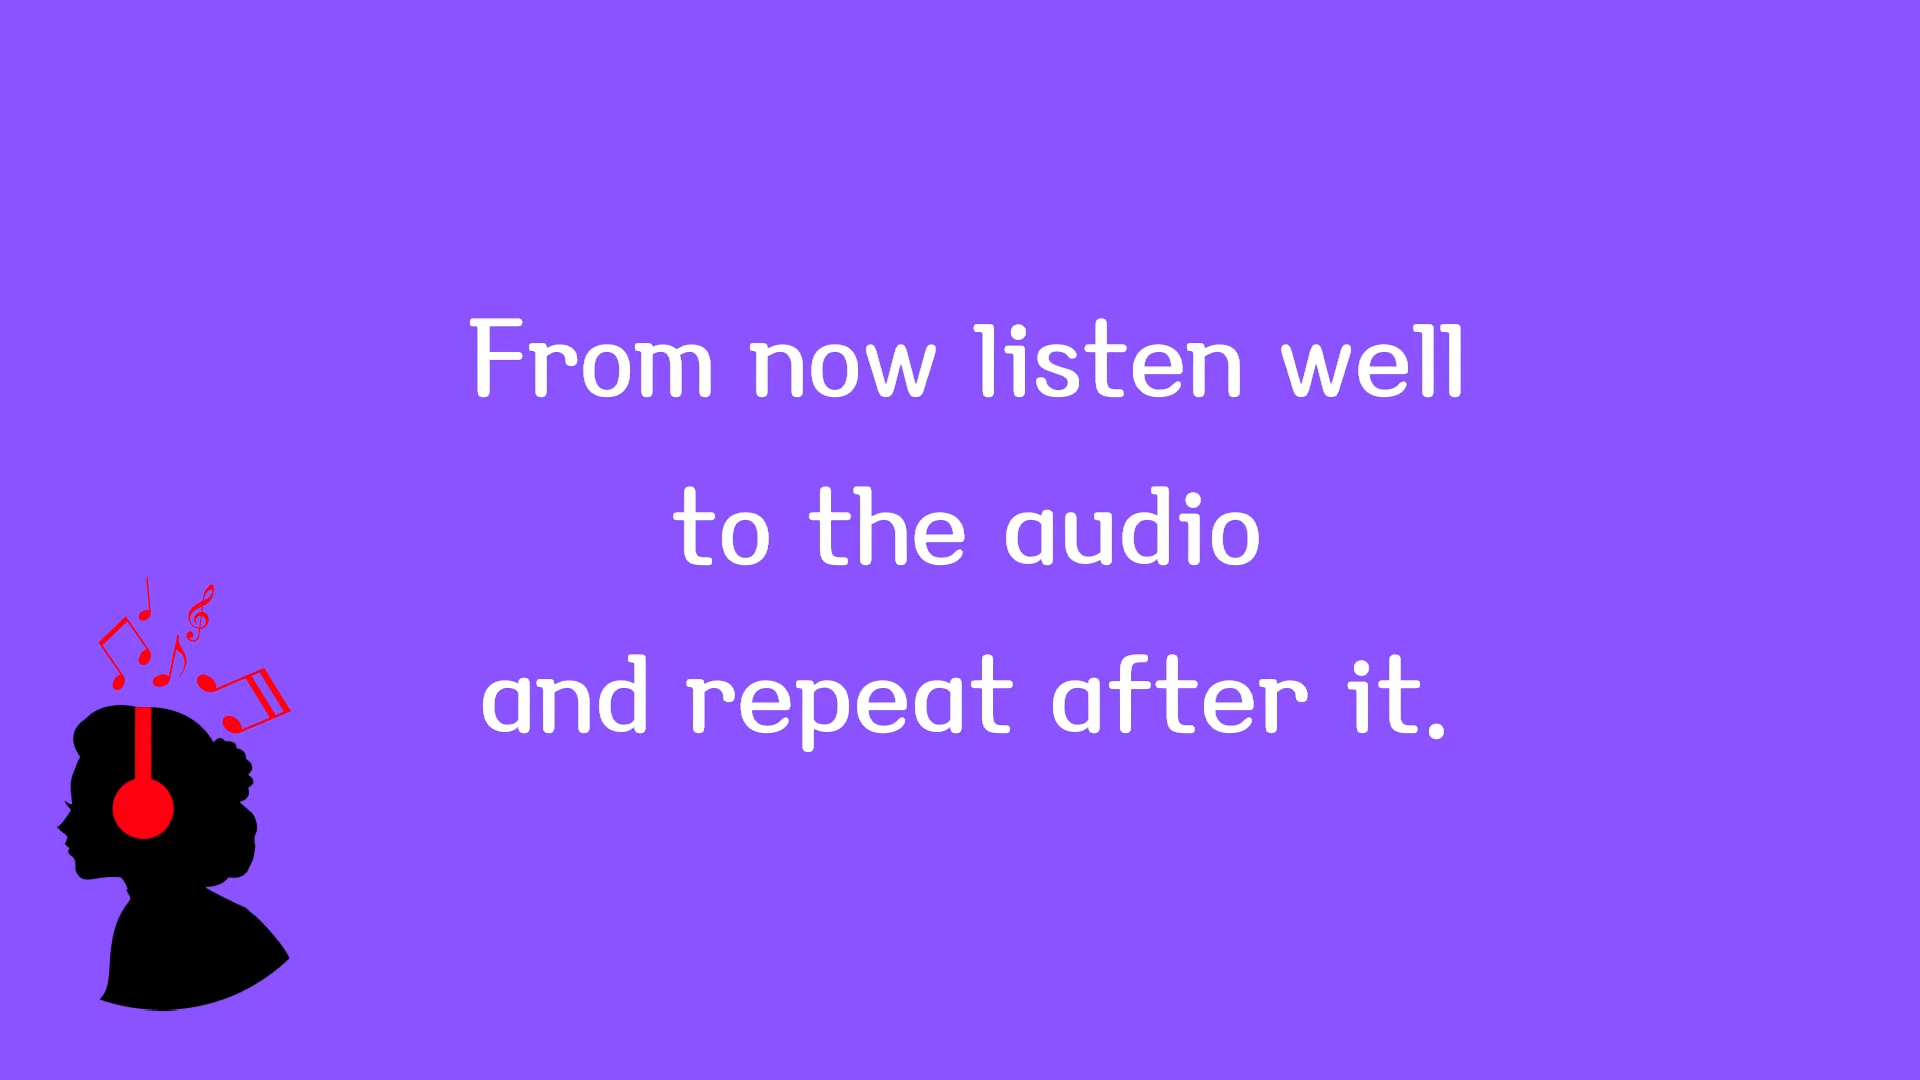 From now listen well
to the audio
and repeat after it.